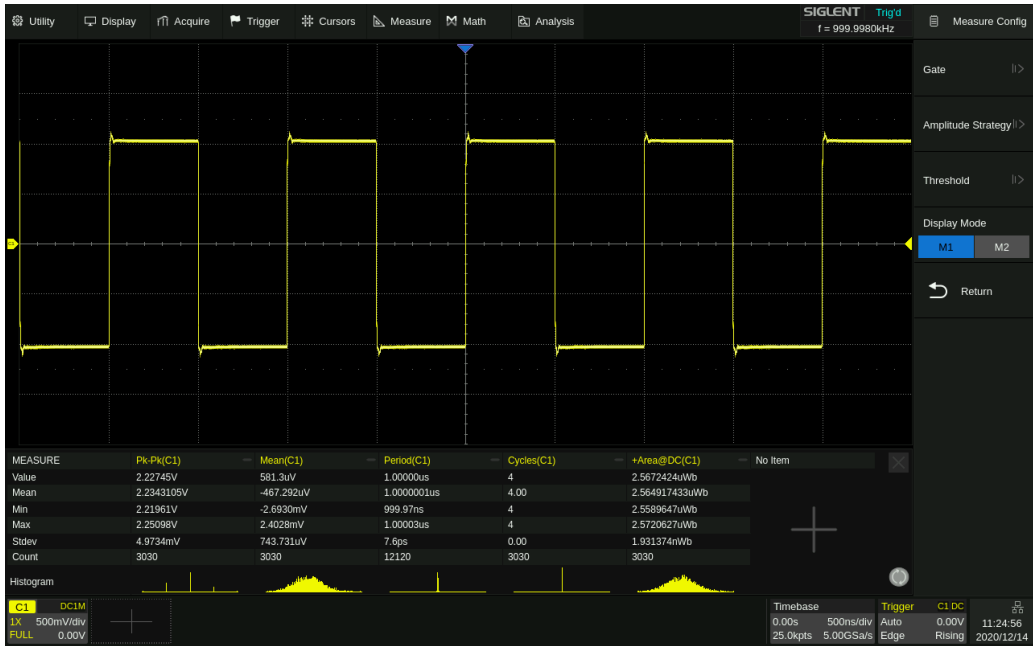 Utility Display Acquire Trigger Cursors Measure Math Analysis SIGLENT Trig'd Measure Config
f = 999.9980kHz
Gate
Amplitude Strategy
Threshold
Display Mode
M1 M2
Return
MEASURE Pk-Pk(C1) Mean(C1) Period(C1) Cycles(C1) +Area@DC(C1) No Item
Value 2.22745V 581.3uV 1.00000us 4 2.5672424uWb
Mean 2.2343105V -467.292uV 1.0000001us 4.00 2.564917433uWb
Min 2.21961V -2.6930mV 999.97ns 4 2.5589647uWb
Max 2.25098V 2.4028mV 1.00003us 4 2.5720627uWb
Stdev 4.9734mV 743.731uV 7.6ps 0.00 1.931374nWb
Count 3030 3030 12120 3030 3030
Histogram
C1 DC1M Timebase Trigger C1 DC
1X 500mV/div 0.00s 500ns/div Auto 0.00V 11:24:56
FULL 0.00V 25.0kpts 5.00GSa/s Edge Rising 2020/12/14